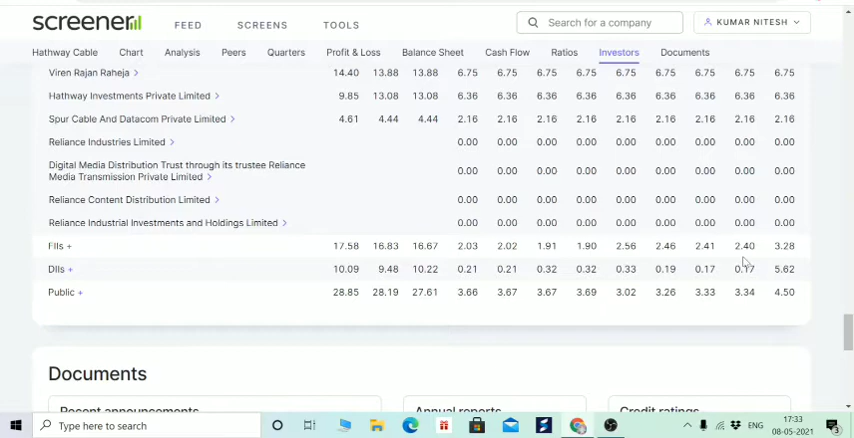 screener
FEED SCREENS TOOLS
Search for a company
KUMAR NITESH
Hathway Cable Chart Analysis Peers Quarters Profit & Loss Balance Sheet Cash Flow Ratios Investors Documents
Viren Rajan Raheja > 14.40 13.88 13.88 6.75 6.75 6.75 6.75 6.75 6.75 6.75 6.75 6.75
Hathway Investments Private Limited > 9.85 13.08 13.08 6.36 6.36 6.36 6.36 6.36 6.36 6.36 6.36 6.36
Spur Cable And Datacom Private Limited > 4.61 4.44 4.44 2.16 2.16 2.16 2.16 2.16 2.16 2.16 2.16 2.16
Reliance Industries Limited > 0.00 0.00 0.00 0.00 0.00 0.00 0.00 0.00 0.00
Digital Media Distribution Trust through its trustee Reliance
Media Transmission Private Limited > 0.00 0.00 0.00 0.00 0.00 0.00 0.00 0.00 0.00
Reliance Content Distribution Limited > 0.00 0.00 0.00 0.00 0.00 0.00 0.00 0.00 0.00
Reliance Industrial Investments and Holdings Limited > 0.00 0.00 0.00 0.00 0.00 0.00 0.00 0.00 0.00
FIIs + 17.58 16.83 16.67 2.03 2.02 1.91 1.90 2.56 2.46 2.41 2.40 3.28
DIIs + 10.09 9.48 10.22 0.21 0.21 0.32 0.32 0.33 0.19 0.17 0.17 5.62
Public + 28.85 28.19 27.61 3.66 3.67 3.67 3.69 3.02 3.26 3.33 3.34 4.50
Documents
Recent announcements Annual reports Credit ratings
Type here to search
ENG
17:33
08-05-2021
3